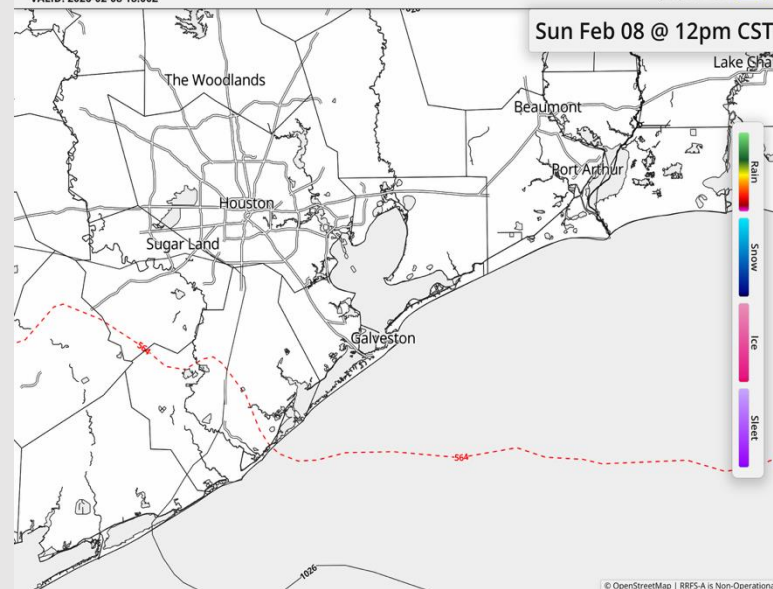 Sun Feb 08 @ 12pm CST
Lake Cha
The Woodlands
Beaumont
Rain
Port Arthur
Houston
Sugar Land
Snow
Ice
Galveston
564
564
Sleet
1026
© OpenStreetMap | RRFS-A is Non-Operational